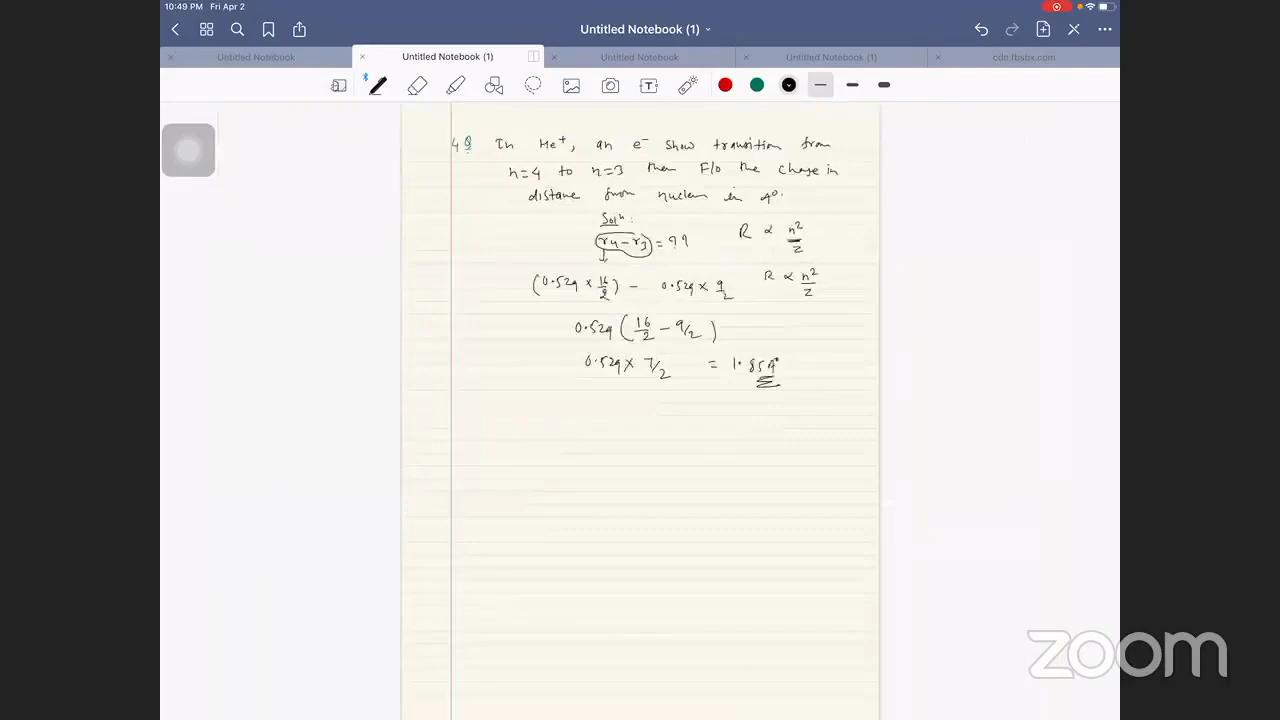 10:49 PM Fri Apr 2
Untitled Notebook (1)
Untitled Notebook
Untitled Notebook (1)
Untitled Notebook
Untitled Notebook (1)
cdn.fbsbx.com
4Q In He⁺, an e⁻ show transition from
n=4 to n=3 then F/o the change in
distance from nucleus in A°.
Solⁿ:
r4 - r3 = ??
R ∝ n²/Z
(0.529 × 16/2) - 0.529 × 9/2
R ∝ n²/Z
0.529 (16/2 - 9/2)
0.529 × 7/2 = 1.85A°
zoom